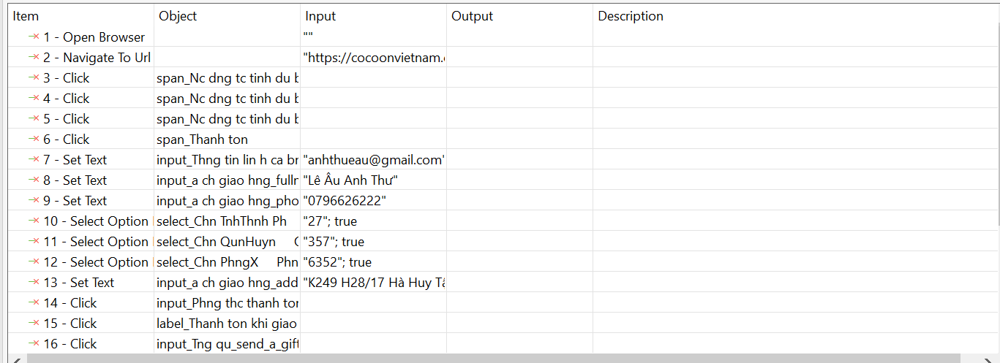 Item Object Input Output Description
1 - Open Browser ""
2 - Navigate To Url "https://cocoonvietnam.
3 - Click span_Nc dng tc tinh du b
4 - Click span_Nc dng tc tinh du b
5 - Click span_Nc dng tc tinh du b
6 - Click span_Thanh ton
7 - Set Text input_Thng tin lin h ca br "anhthueau@gmail.com"
8 - Set Text input_a ch giao hng_fullr "Lê Âu Anh Thư"
9 - Set Text input_a ch giao hng_pho "0796626222"
10 - Select Option select_Chn TnhThnh Ph "27"; true
11 - Select Option select_Chn QunHuyn "357"; true
12 - Select Option select_Chn PhngX Phn "6352"; true
13 - Set Text input_a ch giao hng_add "K249 H28/17 Hà Huy Tậ
14 - Click input_Phng thc thanh tor
15 - Click label_Thanh ton khi giao
16 - Click input_Tng qu_send_a_gift